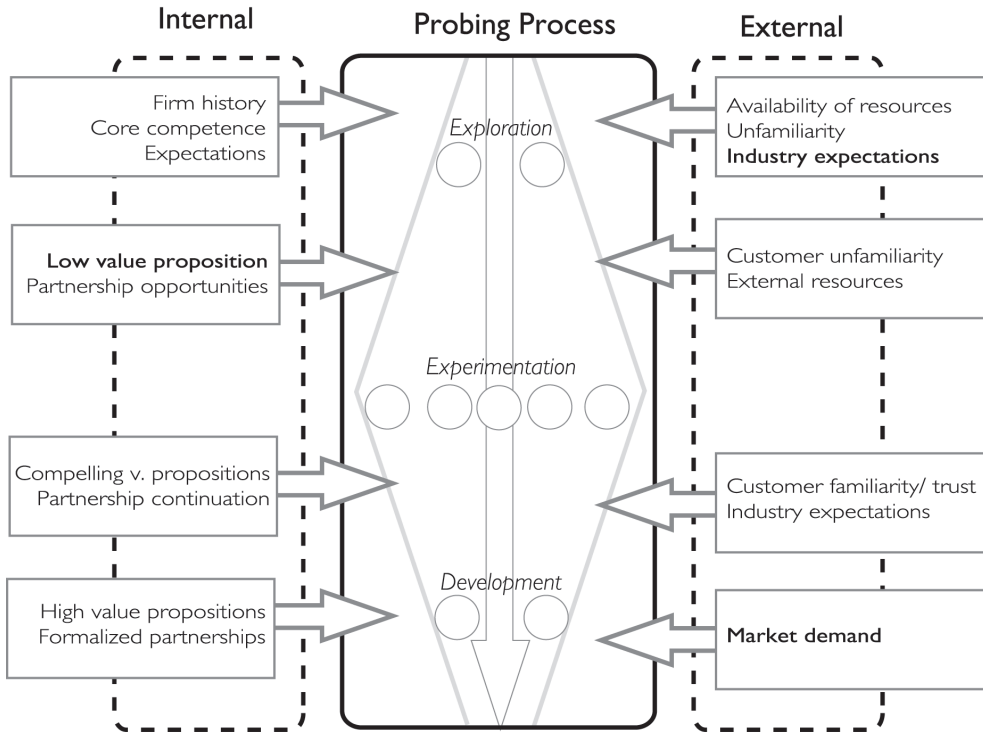 Internal
Probing Process
External
Firm history
Core competence
Expectations
Availability of resources
Unfamiliarity
Industry expectations
Exploration
Low value proposition
Partnership opportunities
Customer unfamiliarity
External resources
Experimentation
Compelling v. propositions
Partnership continuation
Customer familiarity/ trust
Industry expectations
Development
High value propositions
Formalized partnerships
Market demand